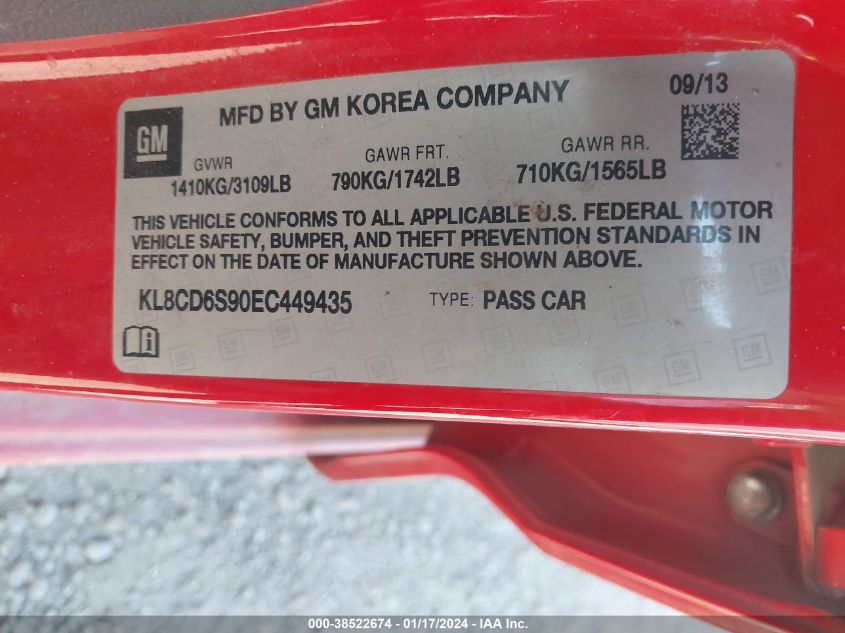 MFD BY GM KOREA COMPANY
09/13
GM
GVWR
1410KG/3109LB
GAWR FRT.
790KG/1742LB
GAWR RR.
710KG/1565LB
THIS VEHICLE CONFORMS TO ALL APPLICABLE U.S. FEDERAL MOTOR
VEHICLE SAFETY, BUMPER, AND THEFT PREVENTION STANDARDS IN
EFFECT ON THE DATE OF MANUFACTURE SHOWN ABOVE.
KL8CD6S90EC449435
TYPE: PASS CAR
000-38522674 - 01/17/2024 - IAA Inc.